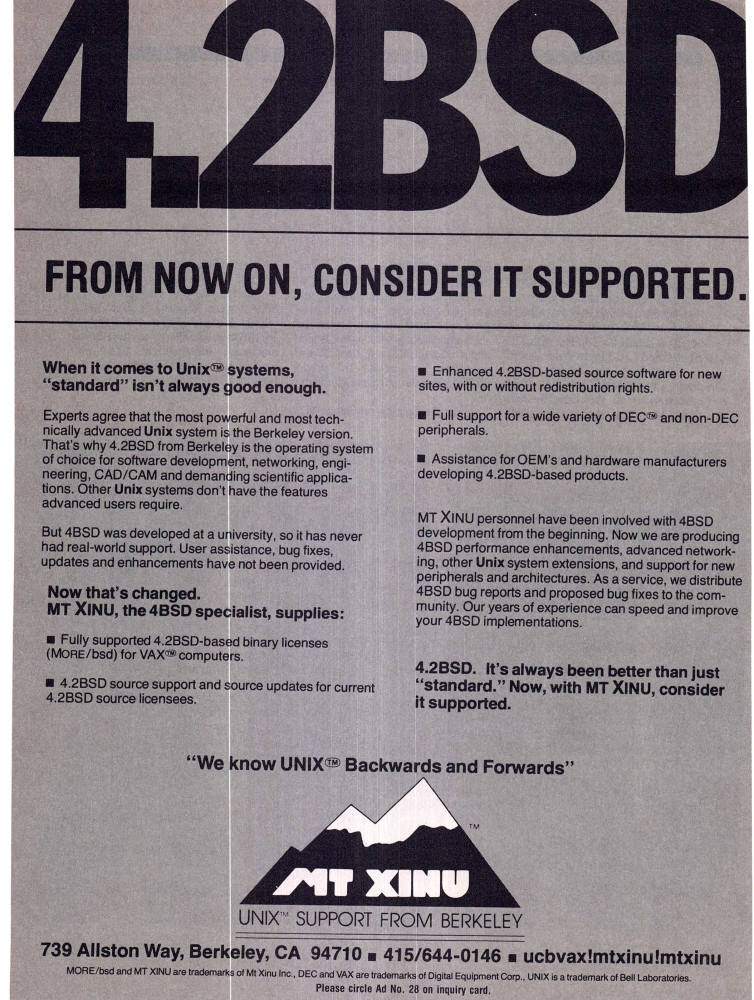 4.2BSD
FROM NOW ON, CONSIDER IT SUPPORTED.
When it comes to Unix™ systems,
“standard” isn’t always good enough.
Experts agree that the most powerful and most tech-
nically advanced Unix system is the Berkeley version.
That’s why 4.2BSD from Berkeley is the operating system
of choice for software development, networking, engi-
neering, CAD/CAM and demanding scientific applica-
tions. Other Unix systems don’t have the features
advanced users require.
But 4BSD was developed at a university, so it has never
had real-world support. User assistance, bug fixes,
updates and enhancements have not been provided.
Now that’s changed.
MT XINU, the 4BSD specialist, supplies:
■ Fully supported 4.2BSD-based binary licenses
(MORE/bsd) for VAX™ computers.
■ 4.2BSD source support and source updates for current
4.2BSD source licensees.
■ Enhanced 4.2BSD-based source software for new
sites, with or without redistribution rights.
■ Full support for a wide variety of DEC™ and non-DEC
peripherals.
■ Assistance for OEM’s and hardware manufacturers
developing 4.2BSD-based products.
MT XINU personnel have been involved with 4BSD
development from the beginning. Now we are producing
4BSD performance enhancements, advanced network-
ing, other Unix system extensions, and support for new
peripherals and architectures. As a service, we distribute
4BSD bug reports and proposed bug fixes to the com-
munity. Our years of experience can speed and improve
your 4BSD implementations.
4.2BSD. It’s always been better than just
“standard.” Now, with MT XINU, consider
it supported.
“We know UNIX™ Backwards and Forwards”
TM
MT XINU
UNIX™ SUPPORT FROM BERKELEY
739 Allston Way, Berkeley, CA 94710 ■ 415/644-0146 ■ ucbvax!mtxinu!mtxinu
MORE/bsd and MT XINU are trademarks of Mt Xinu Inc., DEC and VAX are trademarks of Digital Equipment Corp., UNIX is a trademark of Bell Laboratories.
Please circle Ad No. 28 on inquiry card.